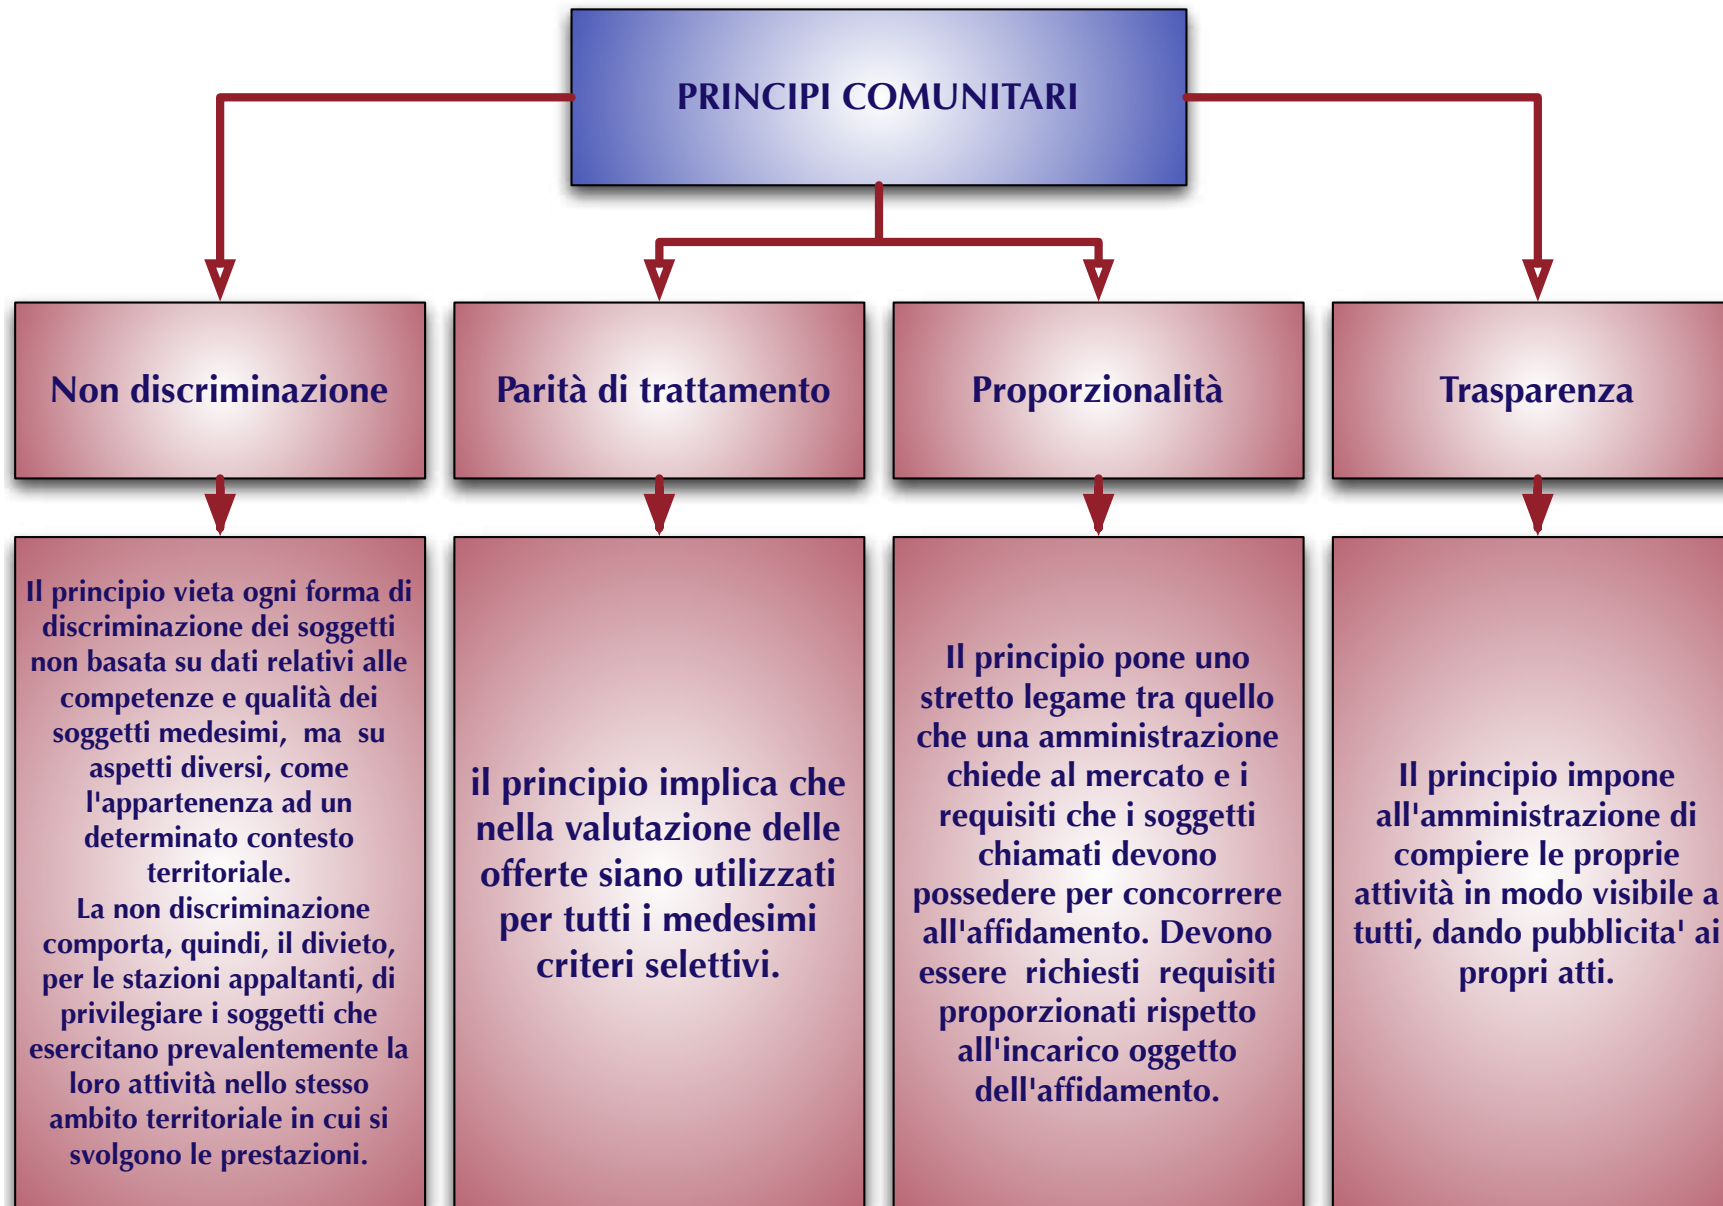 PRINCIPI COMUNITARI
Non discriminazione
Parità di trattamento
Proporzionalità
Trasparenza
Il principio vieta ogni forma di
discriminazione dei soggetti
non basata su dati relativi alle
competenze e qualità dei
soggetti medesimi, ma su
aspetti diversi, come
l'appartenenza ad un
determinato contesto
territoriale.
La non discriminazione
comporta, quindi, il divieto,
per le stazioni appaltanti, di
privilegiare i soggetti che
esercitano prevalentemente la
loro attività nello stesso
ambito territoriale in cui si
svolgono le prestazioni.
il principio implica che
nella valutazione delle
offerte siano utilizzati
per tutti i medesimi
criteri selettivi.
Il principio pone uno
stretto legame tra quello
che una amministrazione
chiede al mercato e i
requisiti che i soggetti
chiamati devono
possedere per concorrere
all'affidamento. Devono
essere richiesti requisiti
proporzionati rispetto
all'incarico oggetto
dell'affidamento.
Il principio impone
all'amministrazione di
compiere le proprie
attività in modo visibile a
tutti, dando pubblicita' ai
propri atti.